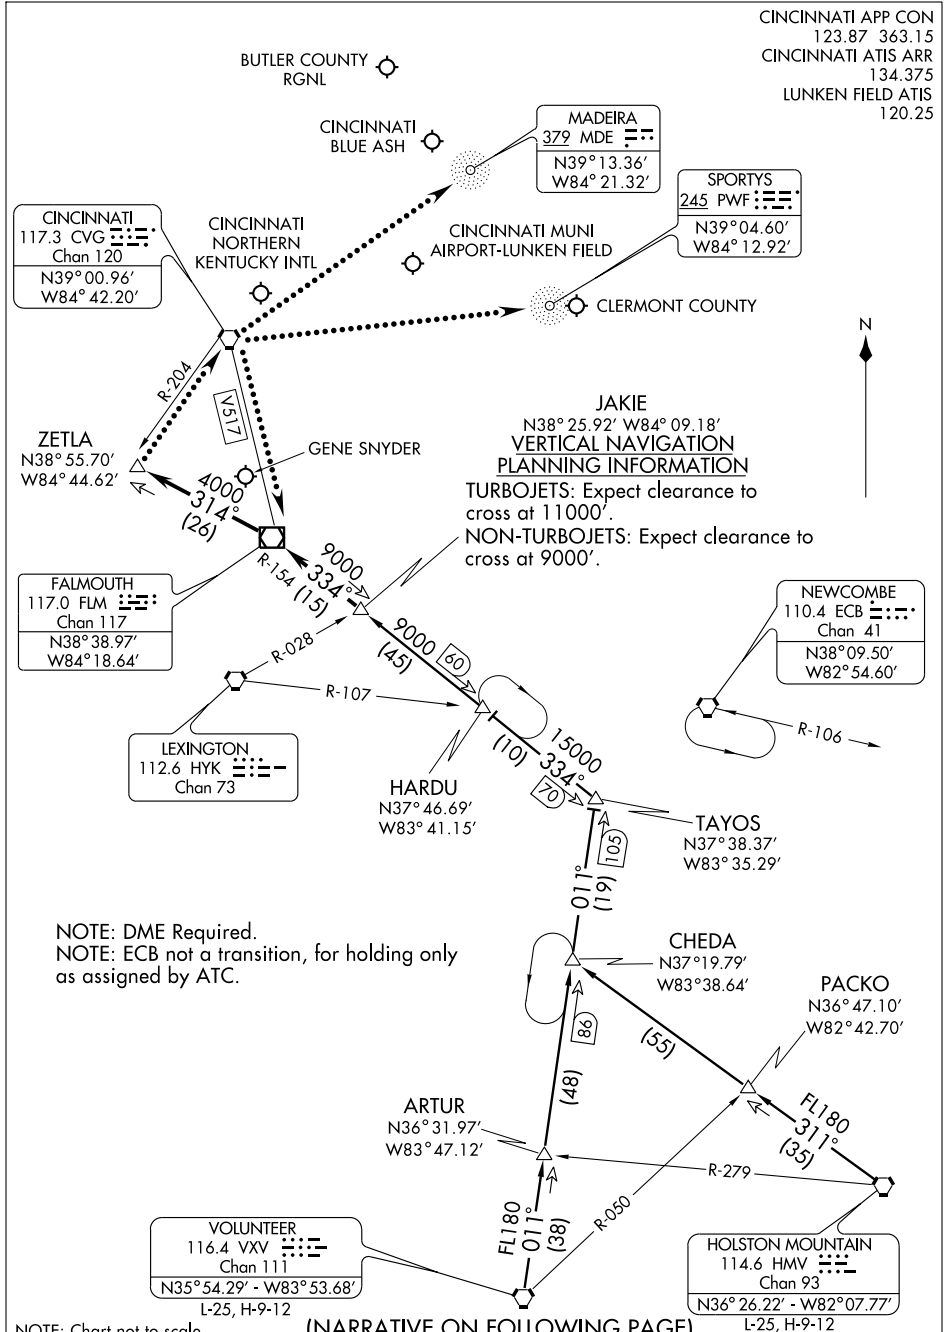 CINCINNATI APP CON
123.87 363.15
CINCINNATI ATIS ARR
134.375
LUNKEN FIELD ATIS
120.25
BUTLER COUNTY
RGNL
CINCINNATI
BLUE ASH
MADEIRA
379 MDE
N39°13.36′
W84°21.32′
SPORTYS
245 PWF
N39°04.60′
W84°12.92′
CINCINNATI
117.3 CVG
Chan 120
N39°00.96′
W84°42.20′
CINCINNATI
NORTHERN
KENTUCKY INTL
CINCINNATI MUNI
AIRPORT-LUNKEN FIELD
CLERMONT COUNTY
N
R-204
V517
ZETLA
N38°55.70′
W84°44.62′
GENE SNYDER
4000
314°
(26)
JAKIE
N38°25.92′ W84°09.18′
VERTICAL NAVIGATION
PLANNING INFORMATION
TURBOJETS: Expect clearance to
cross at 11000′.
NON-TURBOJETS: Expect clearance to
cross at 9000′.
FALMOUTH
117.0 FLM
Chan 117
N38°38.97′
W84°18.64′
R-154
9000
334°
(15)
NEWCOMBE
110.4 ECB
Chan 41
N38°09.50′
W82°54.60′
R-106
R-028
R-107
9000
(45)
60
LEXINGTON
112.6 HYK
Chan 73
HARDU
N37°46.69′
W83°41.15′
15000
334°
(10)
70
TAYOS
N37°38.37′
W83°35.29′
105
011°
(19)
NOTE: DME Required.
NOTE: ECB not a transition, for holding only
as assigned by ATC.
CHEDA
N37°19.79′
W83°38.64′
86
(48)
(55)
PACKO
N36°47.10′
W82°42.70′
ARTUR
N36°31.97′
W83°47.12′
FL180
311°
(35)
R-279
R-050
FL180
011°
(38)
VOLUNTEER
116.4 VXV
Chan 111
N35°54.29′ - W83°53.68′
L-25, H-9-12
HOLSTON MOUNTAIN
114.6 HMV
Chan 93
N36°26.22′ - W82°07.77′
L-25, H-9-12
NOTE: Chart not to scale
(NARRATIVE ON FOLLOWING PAGE)